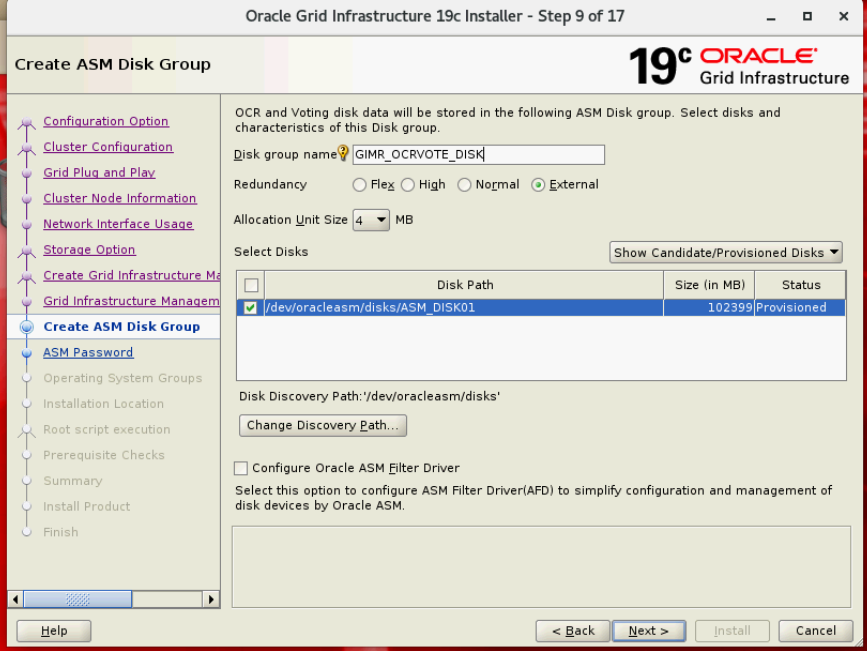 Oracle Grid Infrastructure 19c Installer - Step 9 of 17
Create ASM Disk Group
19c ORACLE
Grid Infrastructure
Configuration Option
Cluster Configuration
Grid Plug and Play
Cluster Node Information
Network Interface Usage
Storage Option
Create Grid Infrastructure Ma
Grid Infrastructure Managem
Create ASM Disk Group
ASM Password
Operating System Groups
Installation Location
Root script execution
Prerequisite Checks
Summary
Install Product
Finish
OCR and Voting disk data will be stored in the following ASM Disk group. Select disks and
characteristics of this Disk group.
Disk group name GIMR_OCRVOTE_DISK
Redundancy Flex High Normal External
Allocation Unit Size 4 MB
Select Disks Show Candidate/Provisioned Disks
Disk Path Size (in MB) Status
/dev/oracleasm/disks/ASM_DISK01 102399 Provisioned
Disk Discovery Path:'/dev/oracleasm/disks'
Change Discovery Path...
Configure Oracle ASM Filter Driver
Select this option to configure ASM Filter Driver(AFD) to simplify configuration and management of
disk devices by Oracle ASM.
Help < Back Next > Install Cancel